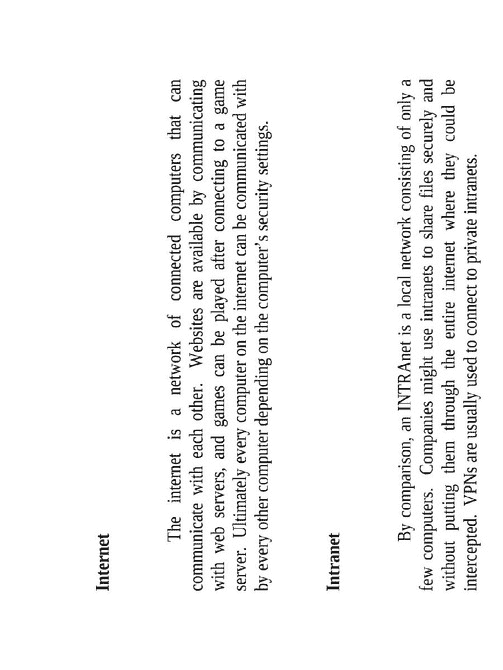 Internet
The internet is a network of connected computers that can
communicate with each other. Websites are available by communicating
with web servers, and games can be played after connecting to a game
server. Ultimately every computer on the internet can be communicated with
by every other computer depending on the computer's security settings.
Intranet
By comparison, an INTRAnet is a local network consisting of only a
few computers. Companies might use intranets to share files securely and
without putting them through the entire internet where they could be
intercepted. VPNs are usually used to connect to private intranets.